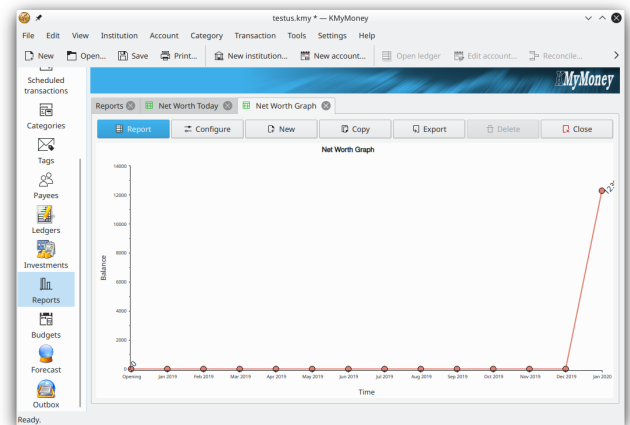 testus.kmy * — KMyMoney
File Edit View Institution Account Category Transaction Tools Settings Help
New Open... Save Print... New institution... New account... Open ledger Edit account... Reconcile...
KMyMoney
Scheduled
transactions
Categories
Tags
Payees
Ledgers
Investments
Reports
Budgets
Forecast
Outbox
Reports Net Worth Today Net Worth Graph
Report Configure New Copy Export Delete Close
Net Worth Graph
14000
12000
10000
8000
6000
4000
2000
0
Balance
0
Opening Jan 2019 Feb 2019 Mar 2019 Apr 2019 May 2019 Jun 2019 Jul 2019 Aug 2019 Sep 2019 Oct 2019 Nov 2019 Dec 2019 Jan 2020
Time
Ready.